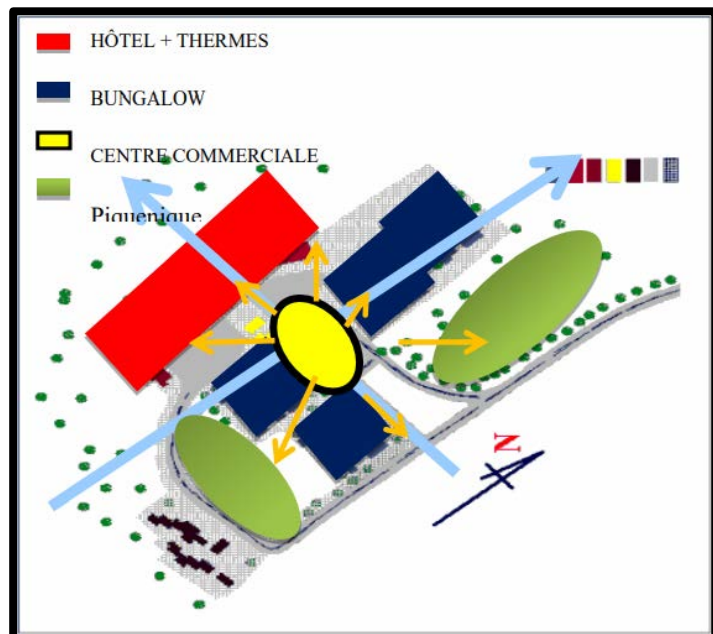 HÔTEL + THERMES
BUNGALOW
CENTRE COMMERCIALE
Piquenique
N